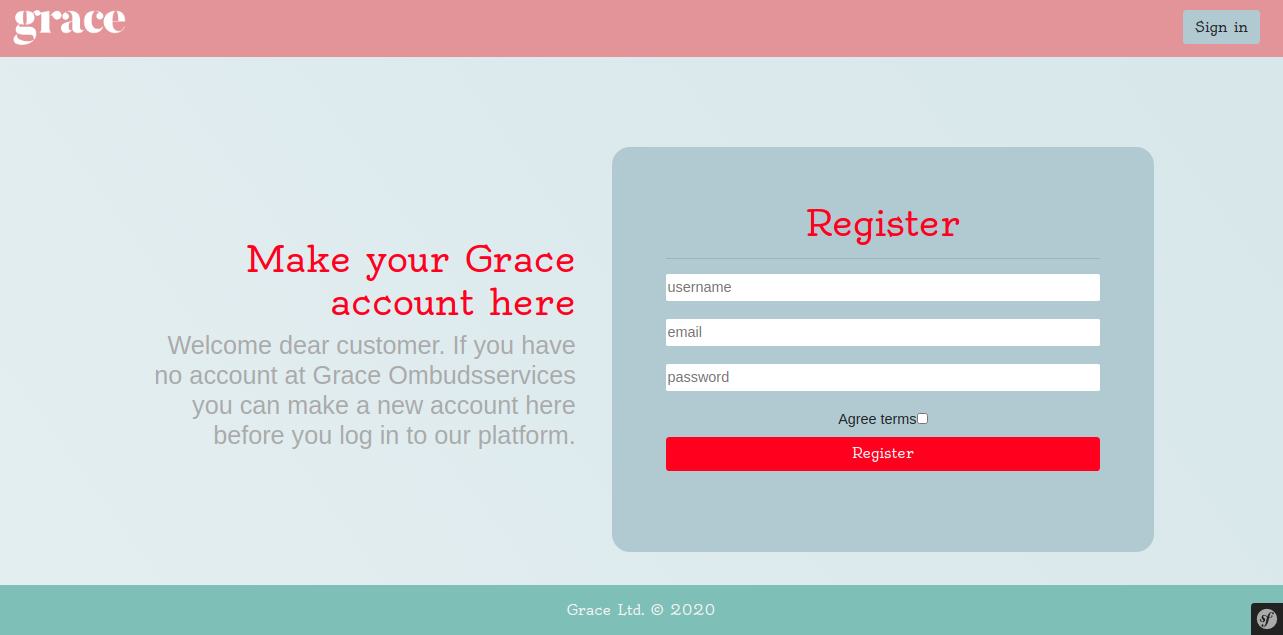 grace
Sign in
Make your Grace
account here
Welcome dear customer. If you have
no account at Grace Ombudsservices
you can make a new account here
before you log in to our platform.
Register
username
email
password
Agree terms
Register
Grace Ltd. © 2020
sf